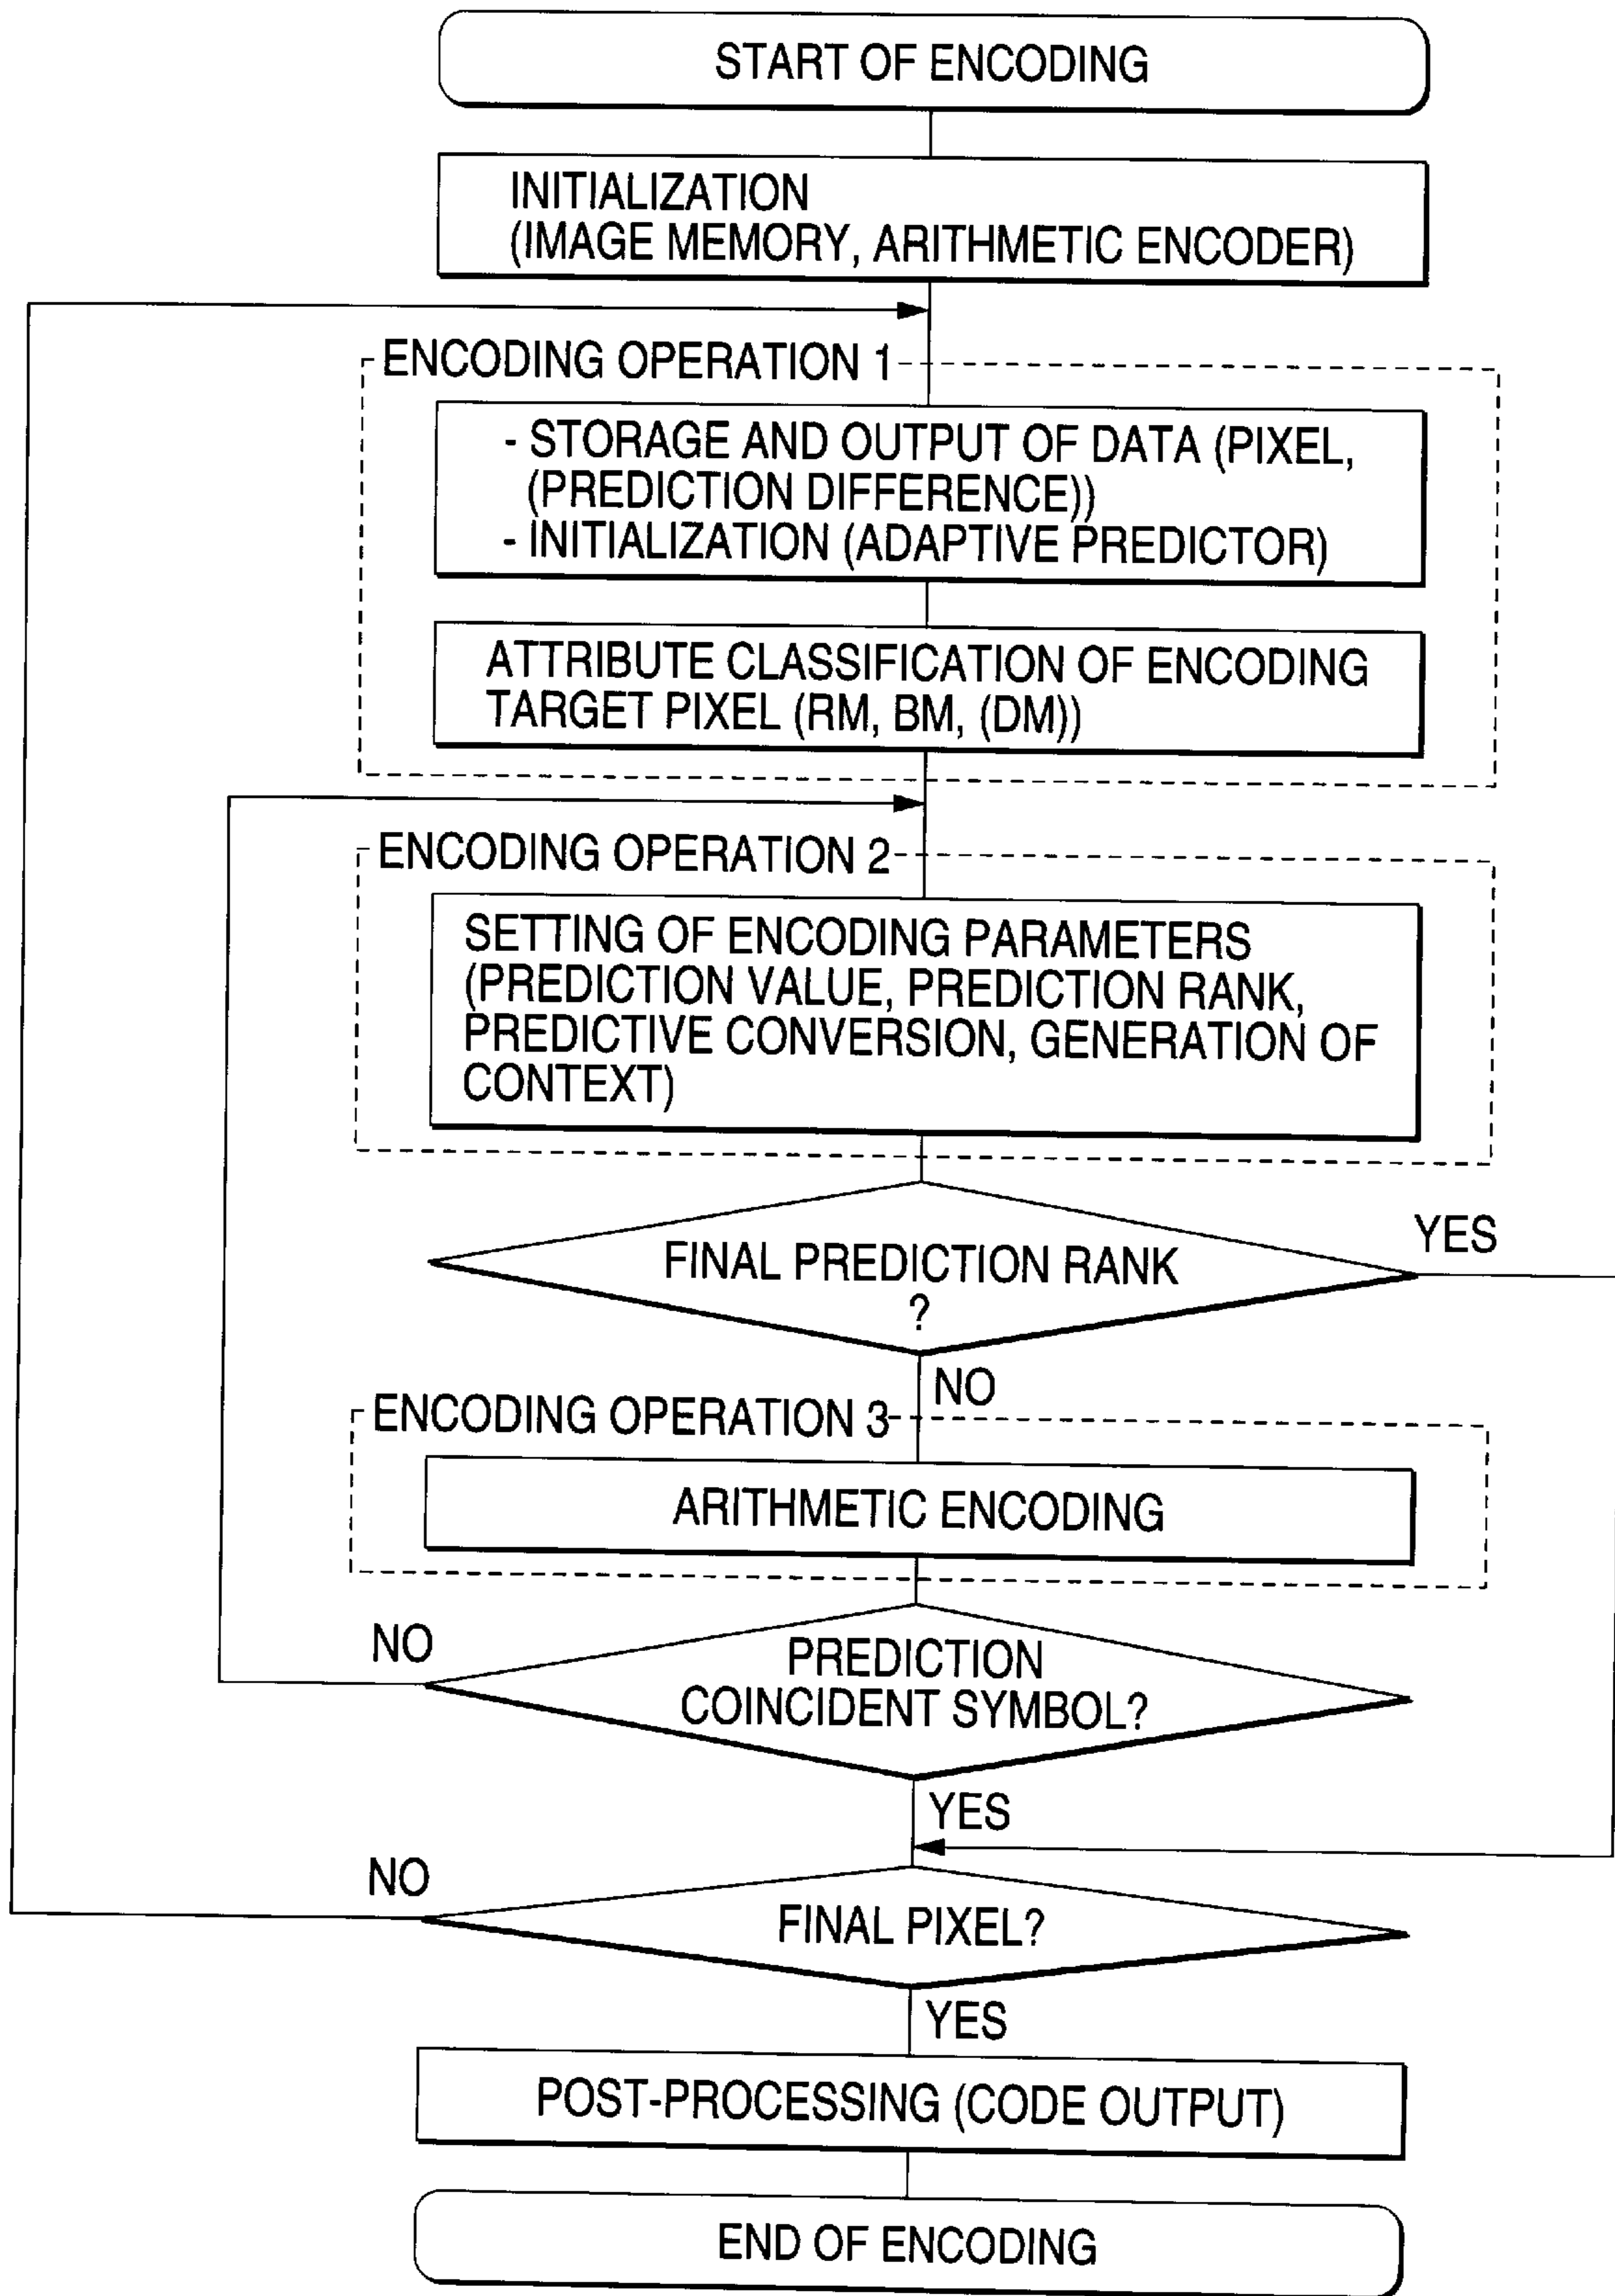 START OF ENCODING
INITIALIZATION
(IMAGE MEMORY, ARITHMETIC ENCODER)
ENCODING OPERATION 1
- STORAGE AND OUTPUT OF DATA (PIXEL,
(PREDICTION DIFFERENCE))
- INITIALIZATION (ADAPTIVE PREDICTOR)
ATTRIBUTE CLASSIFICATION OF ENCODING
TARGET PIXEL (RM, BM, (DM))
ENCODING OPERATION 2
SETTING OF ENCODING PARAMETERS
(PREDICTION VALUE, PREDICTION RANK,
PREDICTIVE CONVERSION, GENERATION OF
CONTEXT)
YES
FINAL PREDICTION RANK
?
NO
ENCODING OPERATION 3
ARITHMETIC ENCODING
NO
PREDICTION
COINCIDENT SYMBOL?
YES
NO
FINAL PIXEL?
YES
POST-PROCESSING (CODE OUTPUT)
END OF ENCODING